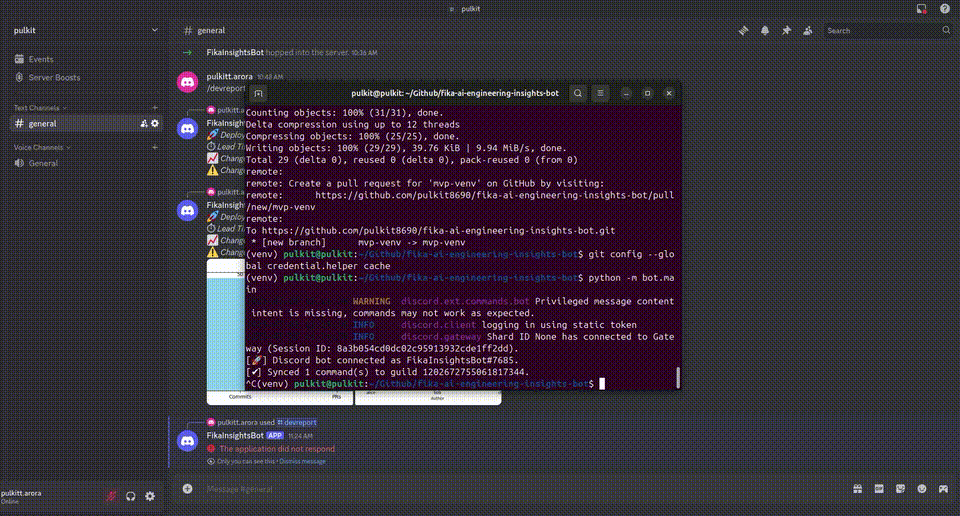 pulkit
pulkit
Events
Server Boosts
Text Channels
general
Voice Channels
General
pulkitt.arora
Online
general
Search
FikaInsightsBot hopped into the server. 10:36 AM
pulkitt.arora 10:48 AM
/devreport
pulkitt.a
FikaInsi
Deploy
Lead T
Change
pulkitt.a
FikaInsi
Deploy
Lead Ti
Change
Commits
PRs
Author
pulkit@pulkit: ~/Github/fika-ai-engineering-insights-bot
Counting objects: 100% (31/31), done.
Delta compression using up to 12 threads
Compressing objects: 100% (25/25), done.
Writing objects: 100% (29/29), 39.76 KiB | 9.94 MiB/s, done.
Total 29 (delta 0), reused 0 (delta 0), pack-reused 0 (from 0)
remote:
remote: Create a pull request for 'mvp-venv' on GitHub by visiting:
remote:      https://github.com/pulkit8690/fika-ai-engineering-insights-bot/pull
/new/mvp-venv
remote:
To https://github.com/pulkit8690/fika-ai-engineering-insights-bot.git
 * [new branch]      mvp-venv -> mvp-venv
(venv) pulkit@pulkit:~/Github/fika-ai-engineering-insights-bot$ git config --glo
bal credential.helper cache
(venv) pulkit@pulkit:~/Github/fika-ai-engineering-insights-bot$ python -m bot.ma
in
WARNING  discord.ext.commands.bot Privileged message content
 intent is missing, commands may not work as expected.
INFO     discord.client logging in using static token
INFO     discord.gateway Shard ID None has connected to Gate
way (Session ID: 8a3b054cd0dc02c95913932cde1ff2dd).
[🚀] Discord bot connected as FikaInsightsBot#7685.
[✔] Synced 1 command(s) to guild 1202672755061817344.
^C(venv) pulkit@pulkit:~/Github/fika-ai-engineering-insights-bot$
pulkitt.arora used devreport
FikaInsightsBot APP 11:24 AM
The application did not respond
Only you can see this • Dismiss message
Message #general